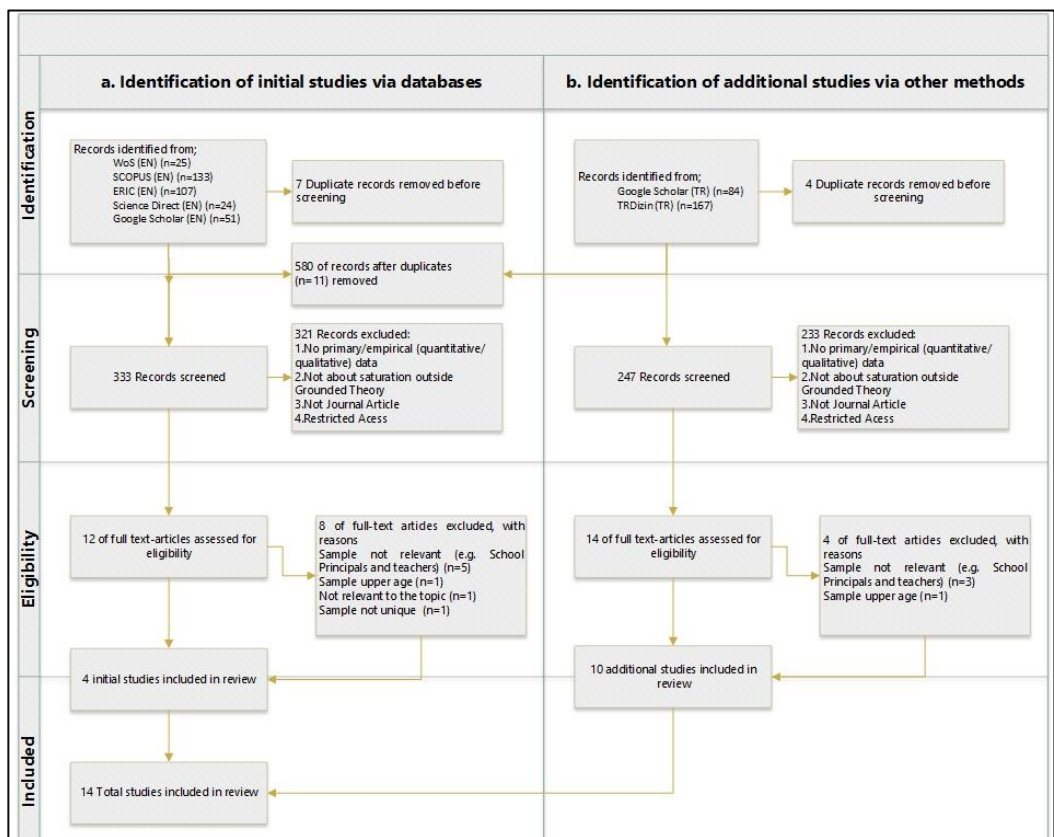 a. Identification of initial studies via databases
b. Identification of additional studies via other methods
Identification
Records identified from;
WoS (EN) (n=25)
SCOPUS (EN) (n=133)
ERIC (EN) (n=107)
Science Direct (EN) (n=24)
Google Scholar (EN) (n=51)
7 Duplicate records removed before
screening
Records identified from;
Google Scholar (TR) (n=84)
TRDizin (TR) (n=167)
4 Duplicate records removed before
screening
580 of records after duplicates
(n=11) removed
Screening
333 Records screened
321 Records excluded:
1.No primary/empirical (quantitative/
qualitative) data
2.Not about saturation outside
Grounded Theory
3.Not Journal Article
4.Restricted Acess
247 Records screened
233 Records excluded:
1.No primary/empirical (quantitative/
qualitative) data
2.Not about saturation outside
Grounded Theory
3.Not Journal Article
4.Restricted Acess
Eligibility
12 of full text-articles assessed for
eligibility
8 of full-text articles excluded, with
reasons
Sample not relevant (e.g. School
Principals and teachers) (n=5)
Sample upper age (n=1)
Not relevant to the topic (n=1)
Sample not unique (n=1)
14 of full text-articles assessed for
eligibility
4 of full-text articles excluded, with
reasons
Sample not relevant (e.g. School
Principals and teachers) (n=3)
Sample upper age (n=1)
4 initial studies included in review
10 additional studies included in
review
Included
14 Total studies included in review